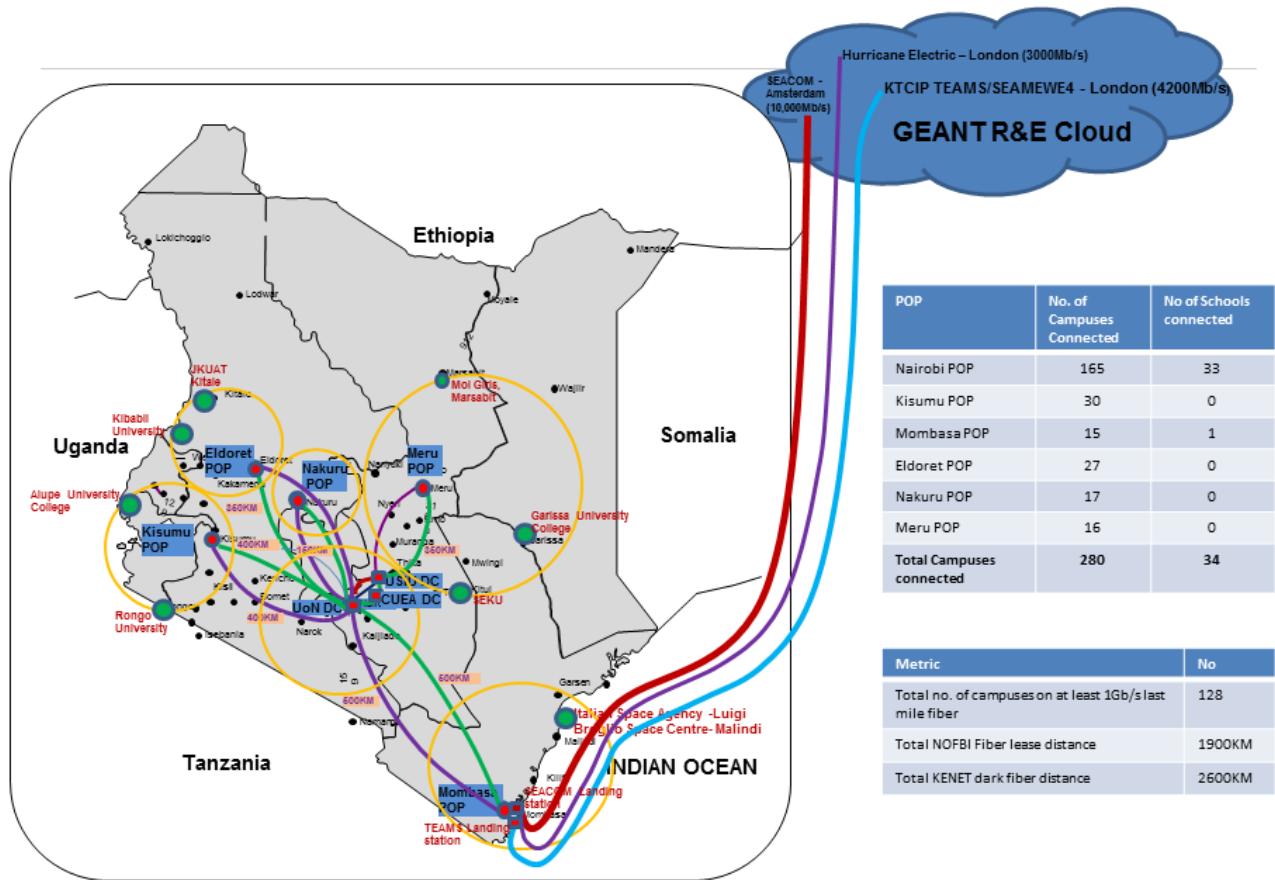 Hurricane Electric – London (3000Mb/s)
SEACOM -
Amsterdam
(10,000Mb/s)
KTCIP TEAMS/SEAMEWE4 - London (4200Mb/s)
GEANT R&E Cloud
Ethiopia
Lokichoggio
Mandera
Lodwar
Moyale
JKUAT
Kitale
Kitale
Marsabit
Moi Girls,
Marsabit
Wajir
Kibabii
University
Uganda
Somalia
Eldoret
POP
Eldoret
Nakuru
POP
Nakuru
Meru
POP
Meru
Nanyuki
Kakamega
Alupe University
College
350KM
Nyeri
Garissa University
College
Garissa
Kisumu
POP
Kisumu
400KM
150KM
Muranga
350KM
Mwingi
Thika
Kericho
USIU DC
Kitui
Kisii
Bomet
UoN DC
CUEA DC
SEKU
Rongo
University
400KM
Narok
Kajiado
Isebania
500KM
Garsen
500KM
Namanga
Italian Space Agency -Luigi
Broglio Space Centre- Malindi
Malindi
Tanzania
INDIAN OCEAN
Kilifi
Mombasa
POP
SEACOM Landing
station
Mombasa
TEAMS Landing
station
POP No. of Campuses Connected No of Schools connected
Nairobi POP 165 33
Kisumu POP 30 0
Mombasa POP 15 1
Eldoret POP 27 0
Nakuru POP 17 0
Meru POP 16 0
Total Campuses connected 280 34
Metric No
Total no. of campuses on at least 1Gb/s last mile fiber 128
Total NOFBI Fiber lease distance 1900KM
Total KENET dark fiber distance 2600KM